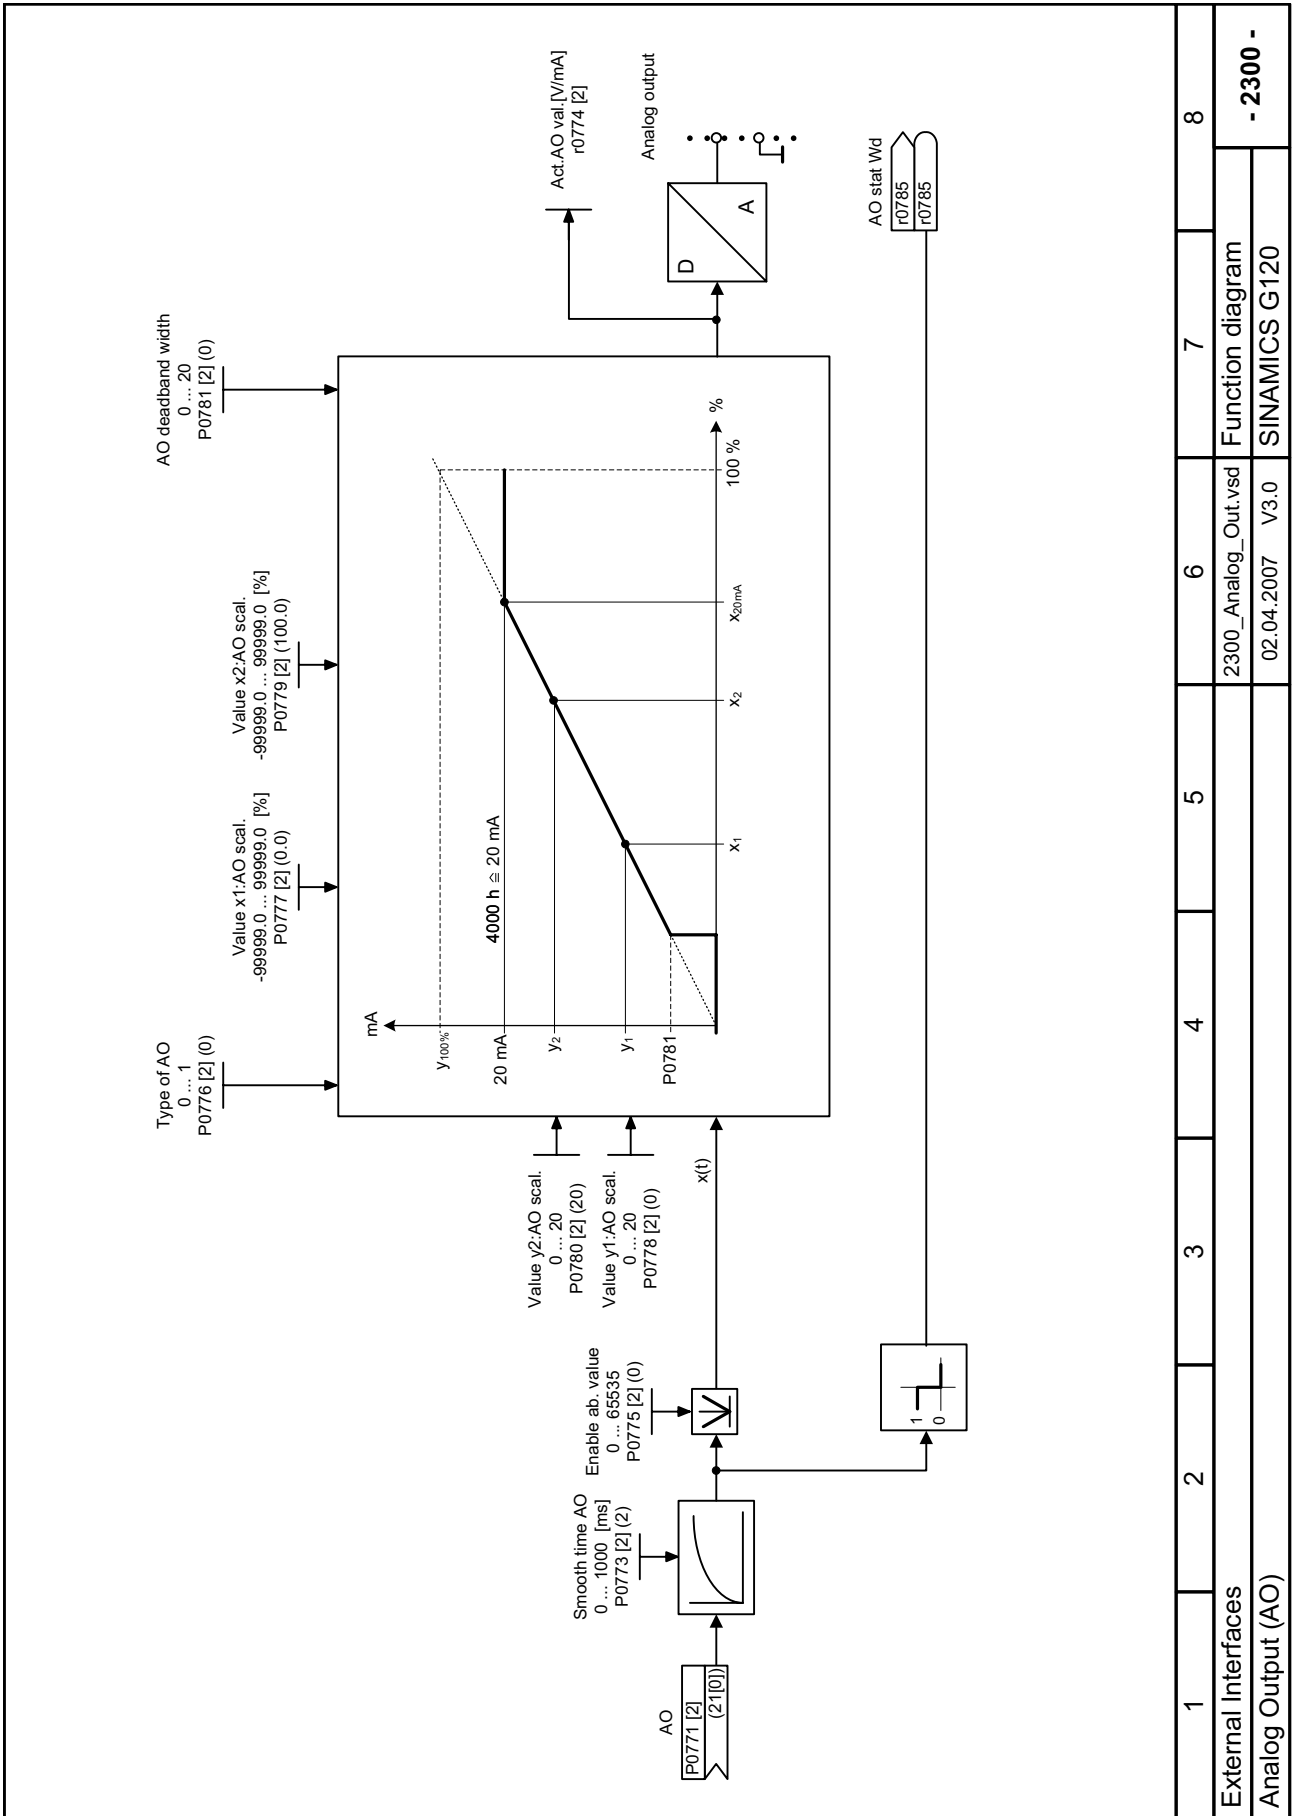 AO
P0771 [2]
(21[0])
Smooth time AO
0 ... 1000 [ms]
P0773 [2] (2)
Enable ab. value
0 ... 65535
P0775 [2] (0)
1
0
Value y2:AO scal.
0 ... 20
P0780 [2] (20)
Value y1:AO scal.
0 ... 20
P0778 [2] (0)
x(t)
Type of AO
0 ... 1
P0776 [2] (0)
Value x1:AO scal.
-99999.0 ... 99999.0 [%]
P0777 [2] (0.0)
Value x2:AO scal.
-99999.0 ... 99999.0 [%]
P0779 [2] (100.0)
AO deadband width
0 ... 20
P0781 [2] (0)
mA
y100%
20 mA
y2
y1
P0781
4000 h ≙ 20 mA
x1
x2
x20mA
100 %
%
Act.AO val.[V/mA]
r0774 [2]
Analog output
D
A
AO stat Wd
r0785
r0785
1 2 3 4 5 6 7 8
External Interfaces
2300_Analog_Out.vsd
Function diagram
- 2300 -
Analog Output (AO)
02.04.2007 V3.0
SINAMICS G120